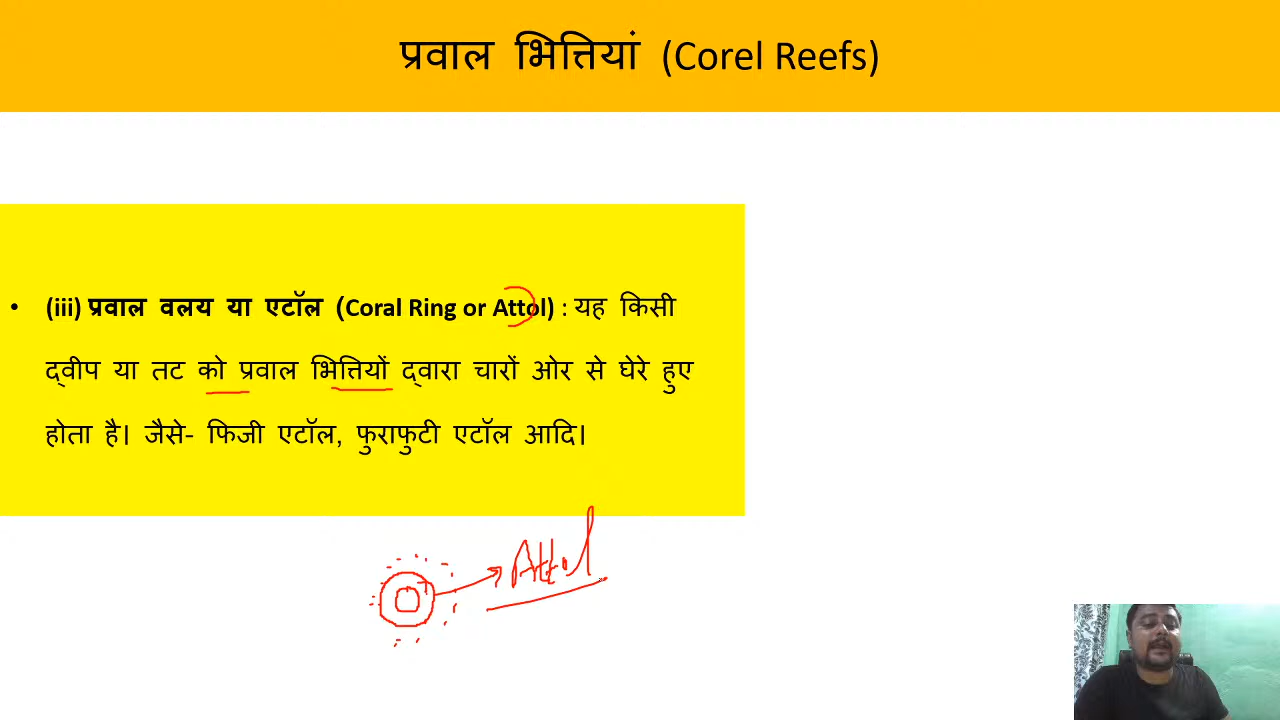 प्रवाल भित्तियां (Corel Reefs)
• (iii) प्रवाल वलय या एटॉल (Coral Ring or Attol) : यह किसी
द्वीप या तट को प्रवाल भित्तियों द्वारा चारों ओर से घेरे हुए
होता है। जैसे- फिजी एटॉल, फुराफुटी एटॉल आदि।
Attol